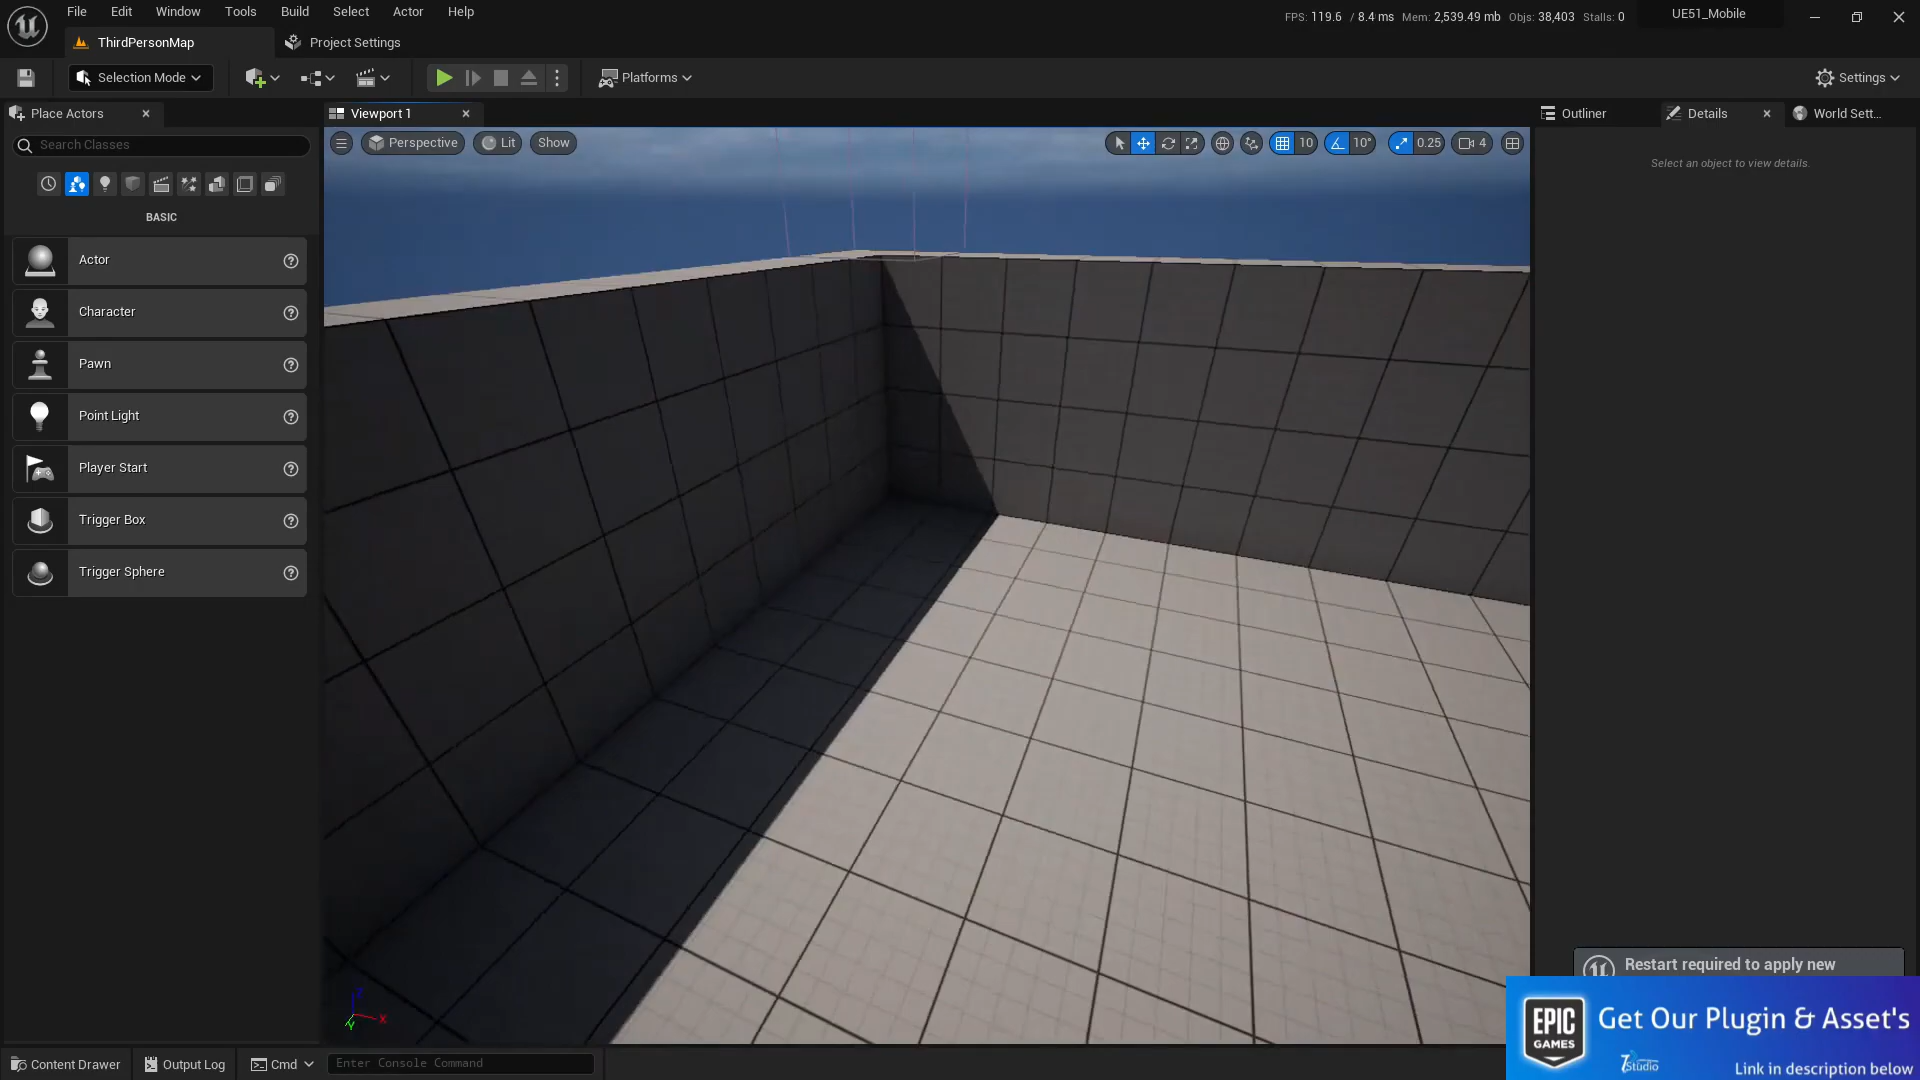 File Edit Window Tools Build Select Actor Help
FPS: 119.6 / 8.4 ms Mem: 2,539.49 mb Objs: 38,403 Stalls: 0
UE51_Mobile
ThirdPersonMap
Project Settings
Selection Mode
Platforms
Settings
Place Actors
Viewport 1
Outliner
Details
World Sett...
Search Classes
Perspective
Lit
Show
10
10°
0.25
4
Select an object to view details.
BASIC
Actor
Character
Pawn
Point Light
Player Start
Trigger Box
Trigger Sphere
Z
X
Y
Restart required to apply new
EPIC
GAMES
Get Our Plugin & Asset's
7Studio
Link in description below
Content Drawer
Output Log
Cmd
Enter Console Command